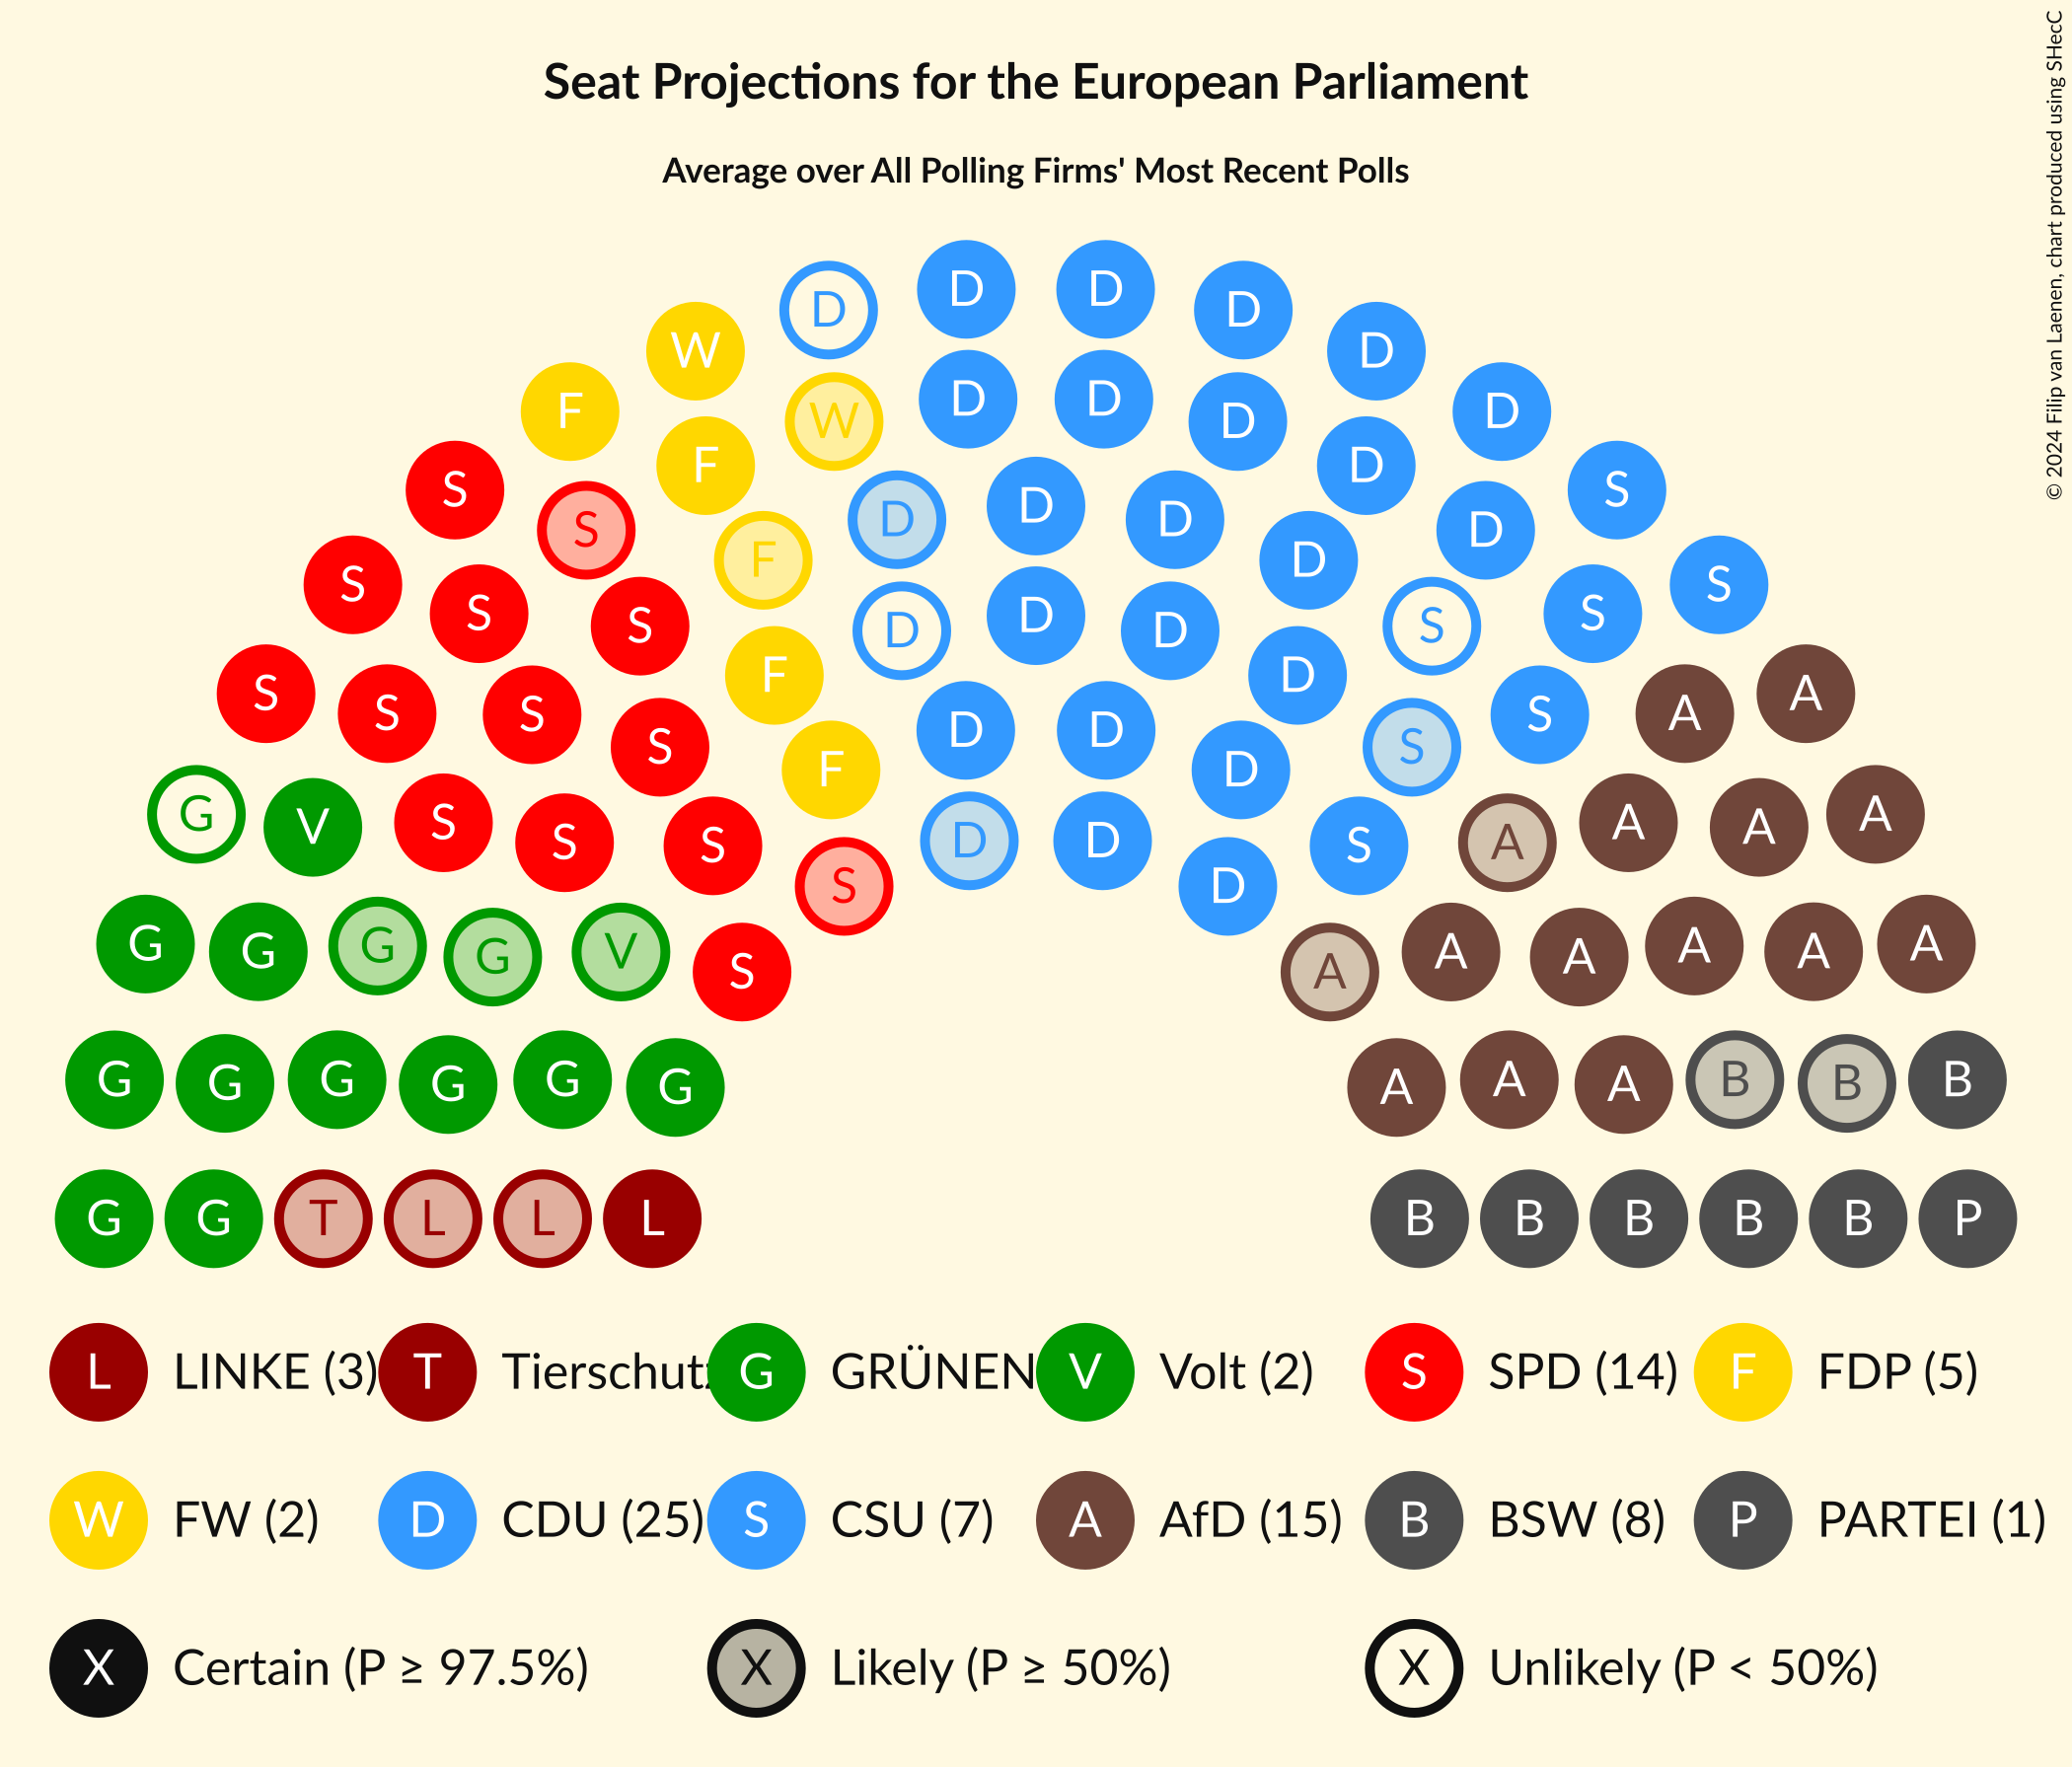 Seat Projections for the European Parliament
Average over All Polling Firms' Most Recent Polls
© 2024 Filip van Laenen, chart produced using SHecC
D D
D D
W D
D D
F D
W D
F D
S S
D
D D
S D
F D
S S
S D S
S D D S
F D
S A
S S S A
D D
S S
F D
G A
V S A A
S S D D S A
S D
G G G G V S A A A A A A
G G G G G G A A A B B B
G G T L L L B B B B B P
L LINKE (3) T Tierschutz G GRÜNEN V Volt (2) S SPD (14) F FDP (5)
W FW (2) D CDU (25) S CSU (7) A AfD (15) B BSW (8) P PARTEI (1)
X Certain (P ≥ 97.5%) X Likely (P ≥ 50%) X Unlikely (P < 50%)